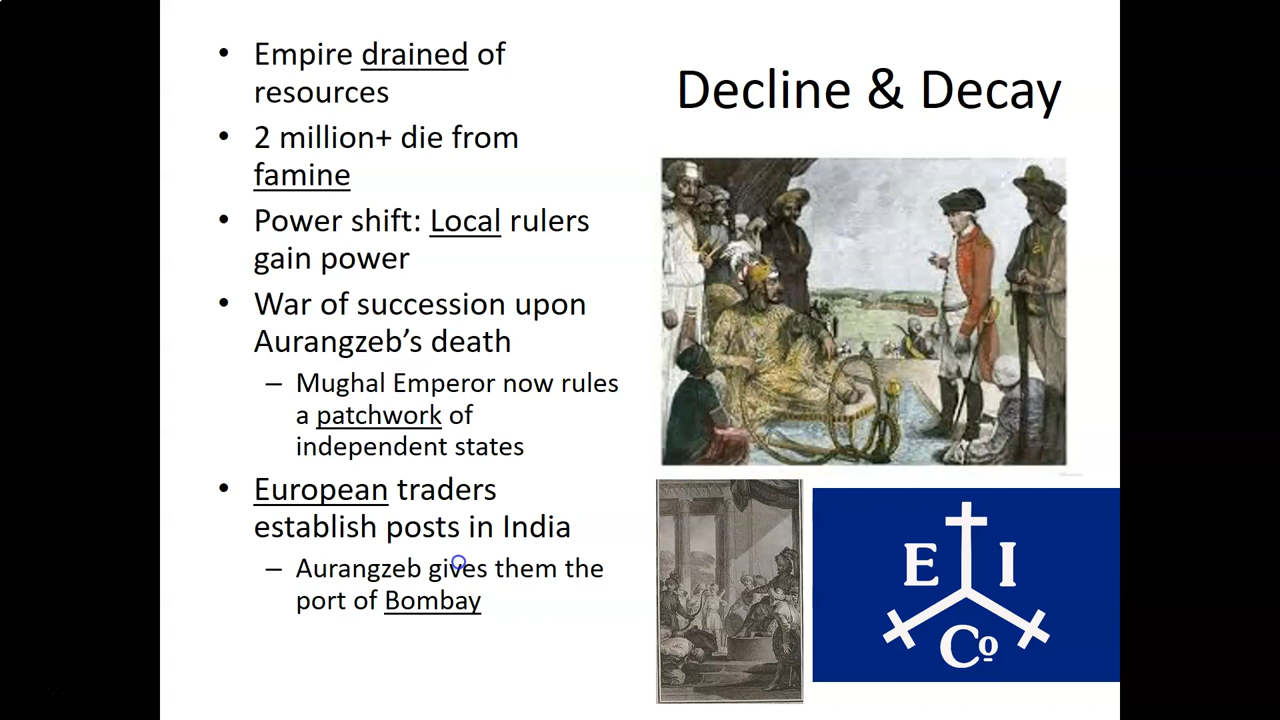 Decline & Decay
• Empire drained of
resources
• 2 million+ die from
famine
• Power shift: Local rulers
gain power
• War of succession upon
Aurangzeb’s death
– Mughal Emperor now rules
a patchwork of
independent states
• European traders
establish posts in India
– Aurangzeb gives them the
port of Bombay
E I
Co